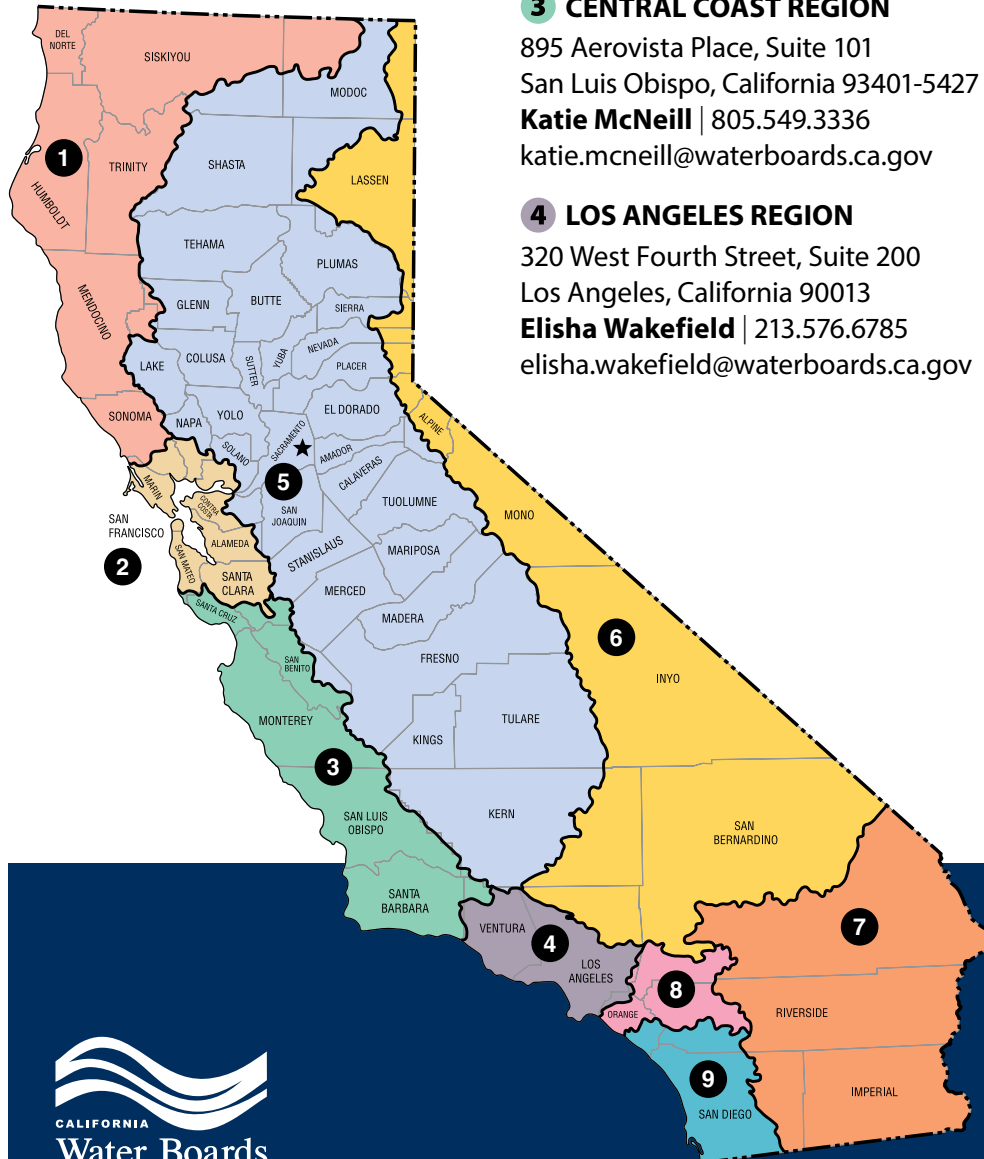 3 CENTRAL COAST REGION
895 Aerovista Place, Suite 101
San Luis Obispo, California 93401-5427
Katie McNeill | 805.549.3336
katie.mcneill@waterboards.ca.gov
4 LOS ANGELES REGION
320 West Fourth Street, Suite 200
Los Angeles, California 90013
Elisha Wakefield | 213.576.6785
elisha.wakefield@waterboards.ca.gov
DEL
NORTE
SISKIYOU
MODOC
1
TRINITY
SHASTA
LASSEN
HUMBOLDT
TEHAMA
PLUMAS
MENDOCINO
GLENN
BUTTE
SIERRA
LAKE
COLUSA
SUTTER
YUBA
NEVADA
PLACER
SONOMA
NAPA
YOLO
EL DORADO
ALPINE
SOLANO
SACRAMENTO
AMADOR
CALAVERAS
5
MARIN
CONTRA
COSTA
SAN
JOAQUIN
TUOLUMNE
MONO
SAN
FRANCISCO
2
ALAMEDA
STANISLAUS
MARIPOSA
SAN MATEO
SANTA
CLARA
MERCED
SANTA CRUZ
MADERA
6
SAN
BENITO
FRESNO
INYO
MONTEREY
KINGS
TULARE
3
SAN LUIS
OBISPO
KERN
SAN
BERNARDINO
SANTA
BARBARA
VENTURA
4
LOS
ANGELES
7
8
ORANGE
RIVERSIDE
9
SAN DIEGO
IMPERIAL
CALIFORNIA
Water Boards